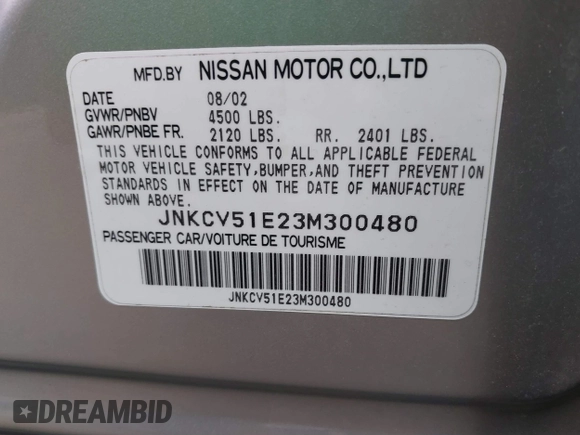 MFD.BY NISSAN MOTOR CO.,LTD
DATE 08/02
GVWR/PNBV 4500 LBS.
GAWR/PNBE FR. 2120 LBS. RR. 2401 LBS.
THIS VEHICLE CONFORMS TO ALL APPLICABLE FEDERAL
MOTOR VEHICLE SAFETY,BUMPER,AND THEFT PREVENTION
STANDARDS IN EFFECT ON THE DATE OF MANUFACTURE
SHOWN ABOVE.
JNKCV51E23M300480
PASSENGER CAR/VOITURE DE TOURISME
JNKCV51E23M300480
DREAMBID